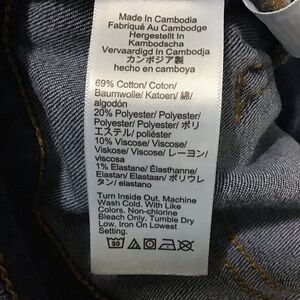 Made In Cambodia
Fabriqué Au Cambodge
Hergestellt In
Kambodscha
Vervaardigd In Cambodja
カンボジア製
hecho en camboya
69% Cotton/ Coton/
Baumwolle/ Katoen/ 綿/
algodón
20% Polyester/ Polyester/
Polyester/ Polyester/ ポリ
エステル/ poliéster
10% Viscose/ Viscose/
Viskose/ Viscose/ レーヨン/
viscosa
1% Elastane/ Élasthanne/
Elastan/ Elastaan/ ポリウレ
タン/ elastano
Turn Inside Out. Machine
Wash Cold. With Like
Colors. Non-chlorine
Bleach Only. Tumble Dry
Low, Iron On Lowest
Setting.
30